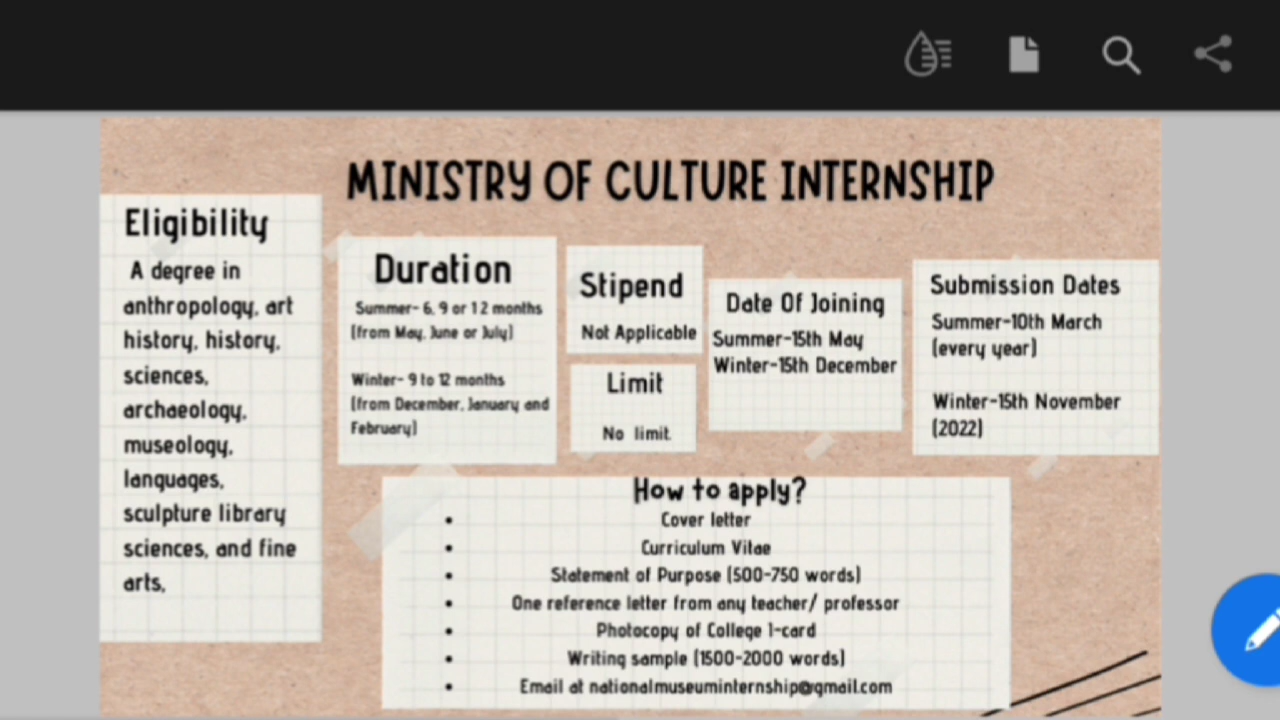 MINISTRY OF CULTURE INTERNSHIP
Eligibility
A degree in
anthropology, art
history, history,
sciences,
archaeology,
museology,
languages,
sculpture library
sciences, and fine
arts,
Duration
Summer- 6, 9 or 12 months
(from May, June or July)
Winter- 9 to 12 months
(from December, January and
February)
Stipend
Not Applicable
Limit
No limit
Date Of Joining
Summer-15th May
Winter-15th December
Submission Dates
Summer-10th March
(every year)
Winter-15th November
(2022)
How to apply?
• Cover letter
• Curriculum Vitae
• Statement of Purpose (500-750 words)
• One reference letter from any teacher/ professor
• Photocopy of College I-card
• Writing sample (1500-2000 words)
• Email at nationalmuseuminternship@gmail.com